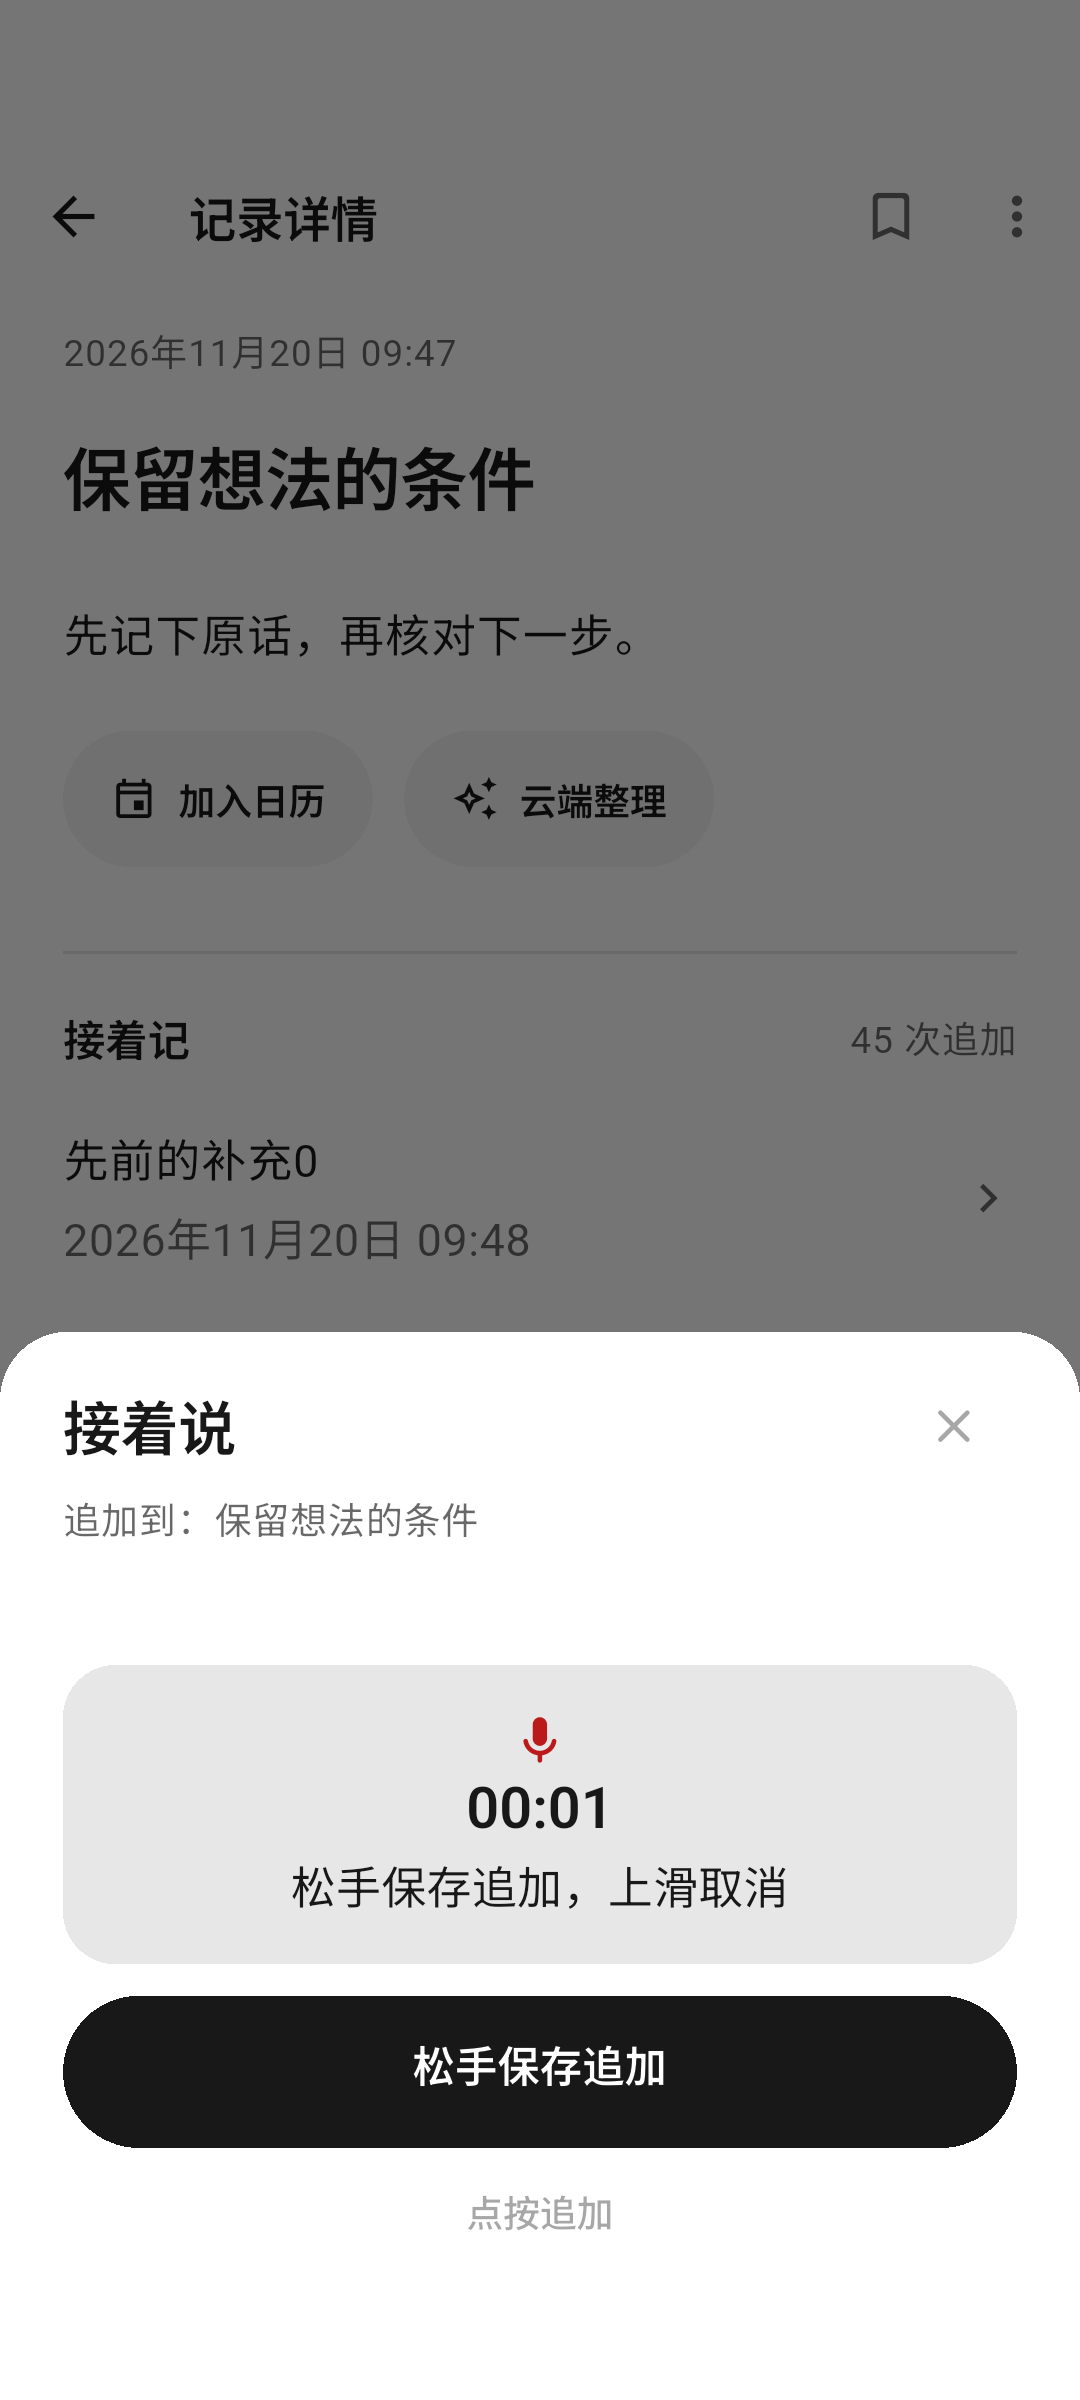 记录详情
2026年11月20日 09:47
保留想法的条件
先记下原话，再核对下一步。
加入日历
云端整理
接着记
45 次追加
先前的补充0
2026年11月20日 09:48
接着说
追加到：保留想法的条件
00:01
松手保存追加，上滑取消
松手保存追加
点按追加